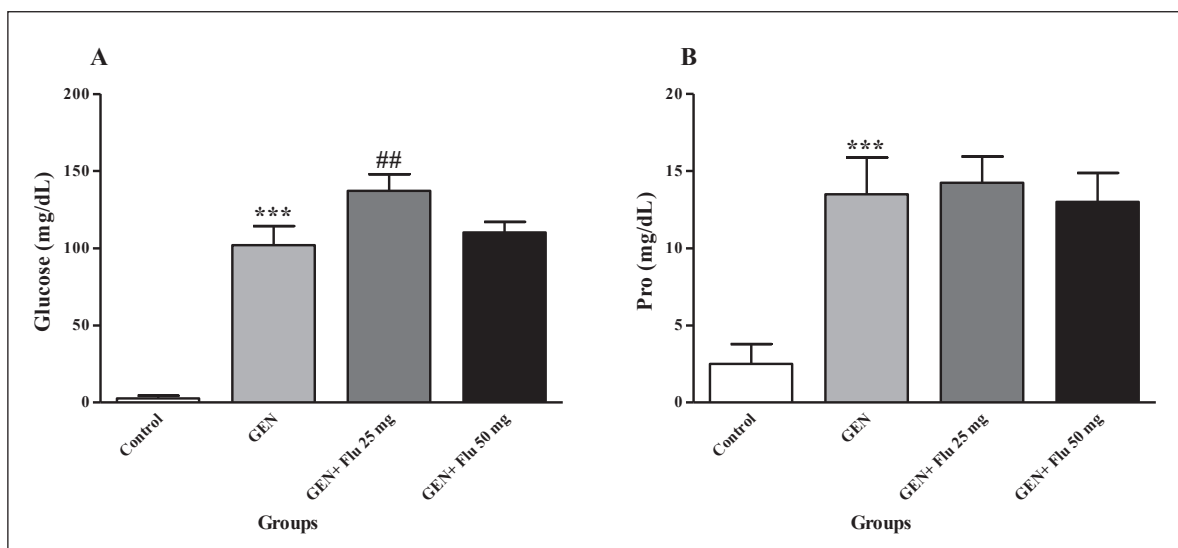 A
Glucose (mg/dL)
200
150
100
50
0
***
##
Control
GEN
GEN+ Flu 25 mg
GEN+ Flu 50 mg
Groups
B
Pro (mg/dL)
20
15
10
5
0
***
Control
GEN
GEN+ Flu 25 mg
GEN+ Flu 50 mg
Groups